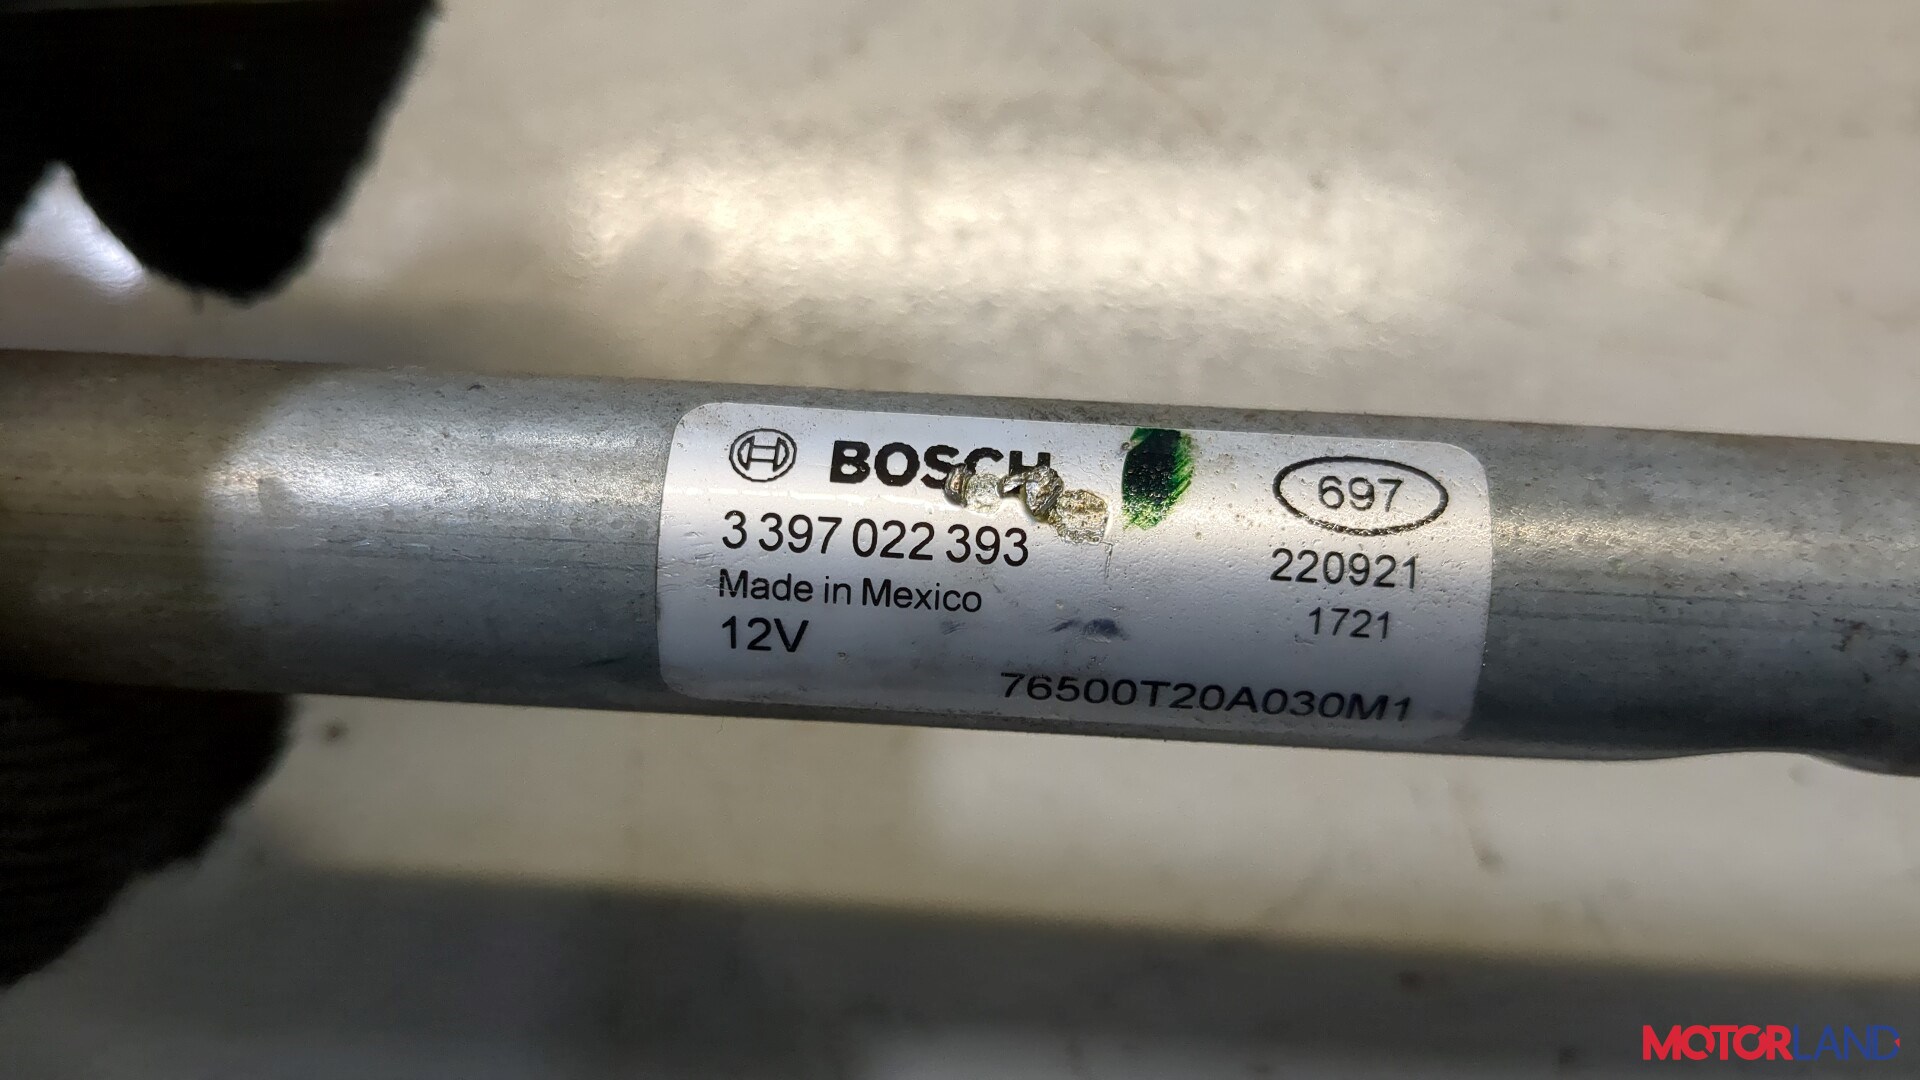 BOSCH
697
3 397 022 393
220921
Made in Mexico
1721
12V
76500T20A030M1
MOTORLAND